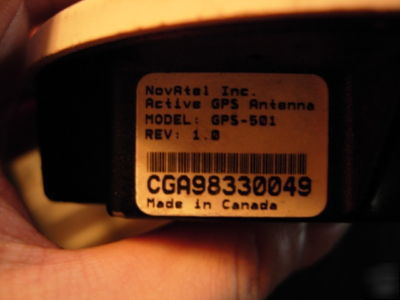 NovAtel Inc.
Active GPS Antenna
MODEL: GPS-501
REV: 1.0
CGA98330049
Made in Canada